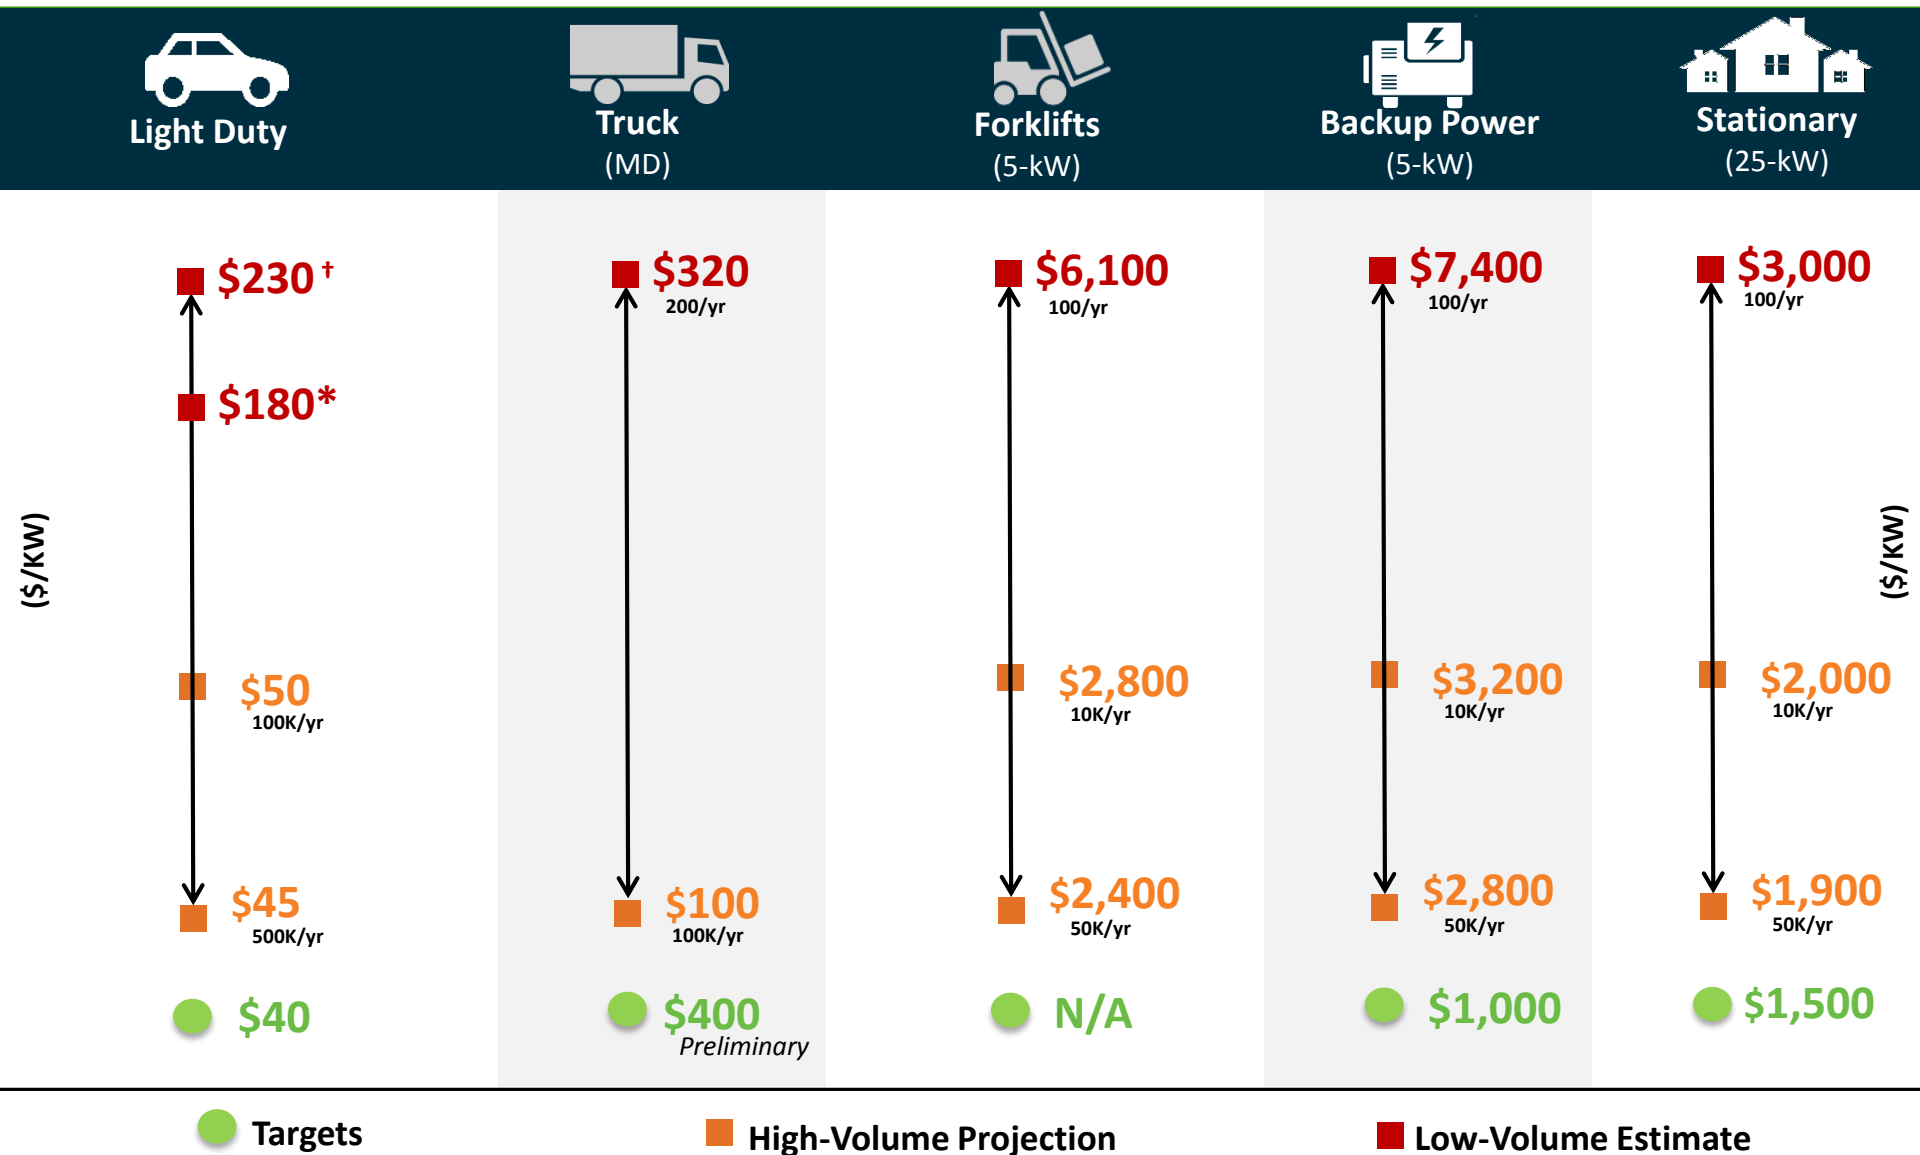 Light Duty
Truck
(MD)
Forklifts
(5-kW)
Backup Power
(5-kW)
Stationary
(25-kW)
($/KW)
$230 †
$180*
$50
100K/yr
$45
500K/yr
$40
$320
200/yr
$100
100K/yr
$400
Preliminary
$6,100
100/yr
$2,800
10K/yr
$2,400
50K/yr
N/A
$7,400
100/yr
$3,200
10K/yr
$2,800
50K/yr
$1,000
$3,000
100/yr
$2,000
10K/yr
$1,900
50K/yr
$1,500
($/KW)
Targets
High-Volume Projection
Low-Volume Estimate